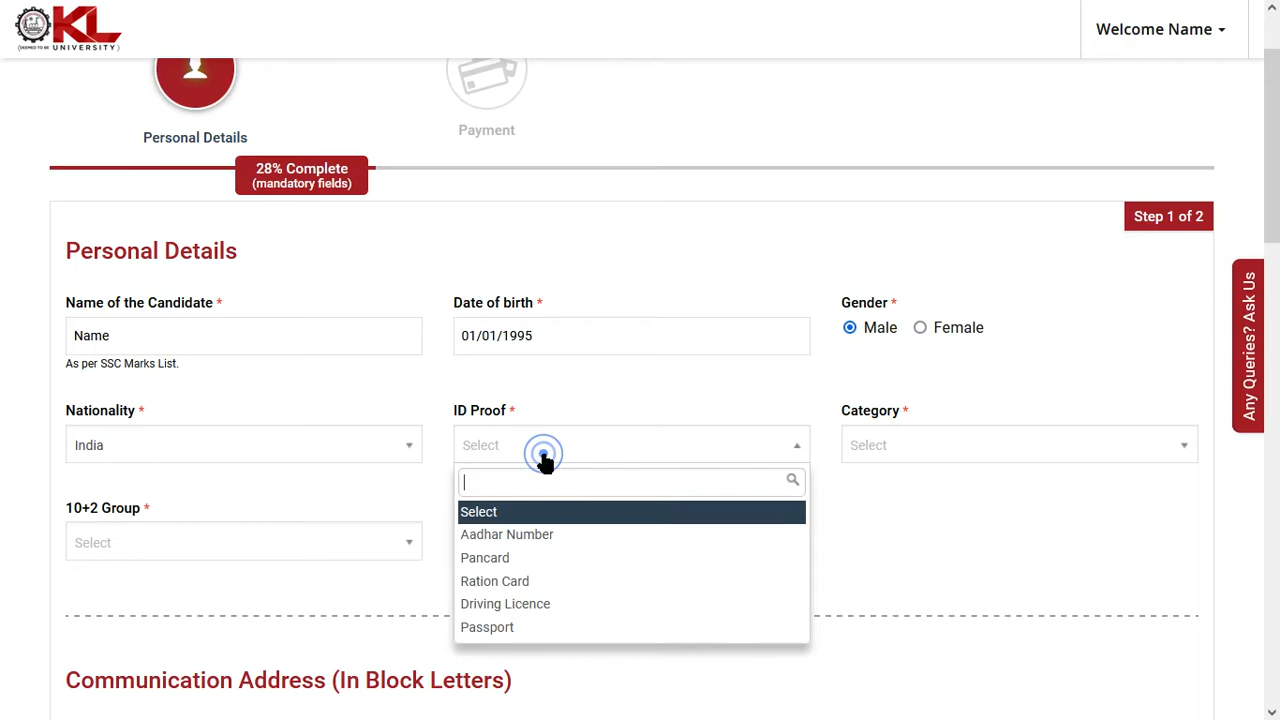 KL
(DEEMED TO BE UNIVERSITY)
Welcome Name
Personal Details
Payment
28% Complete
(mandatory fields)
Step 1 of 2
Personal Details
Name of the Candidate *
Date of birth *
Gender *
Name
01/01/1995
Male
Female
As per SSC Marks List.
Nationality *
ID Proof *
Category *
India
Select
Select
10+2 Group *
Select
Select
Aadhar Number
Pancard
Ration Card
Driving Licence
Passport
Communication Address (In Block Letters)
Any Queries? Ask Us